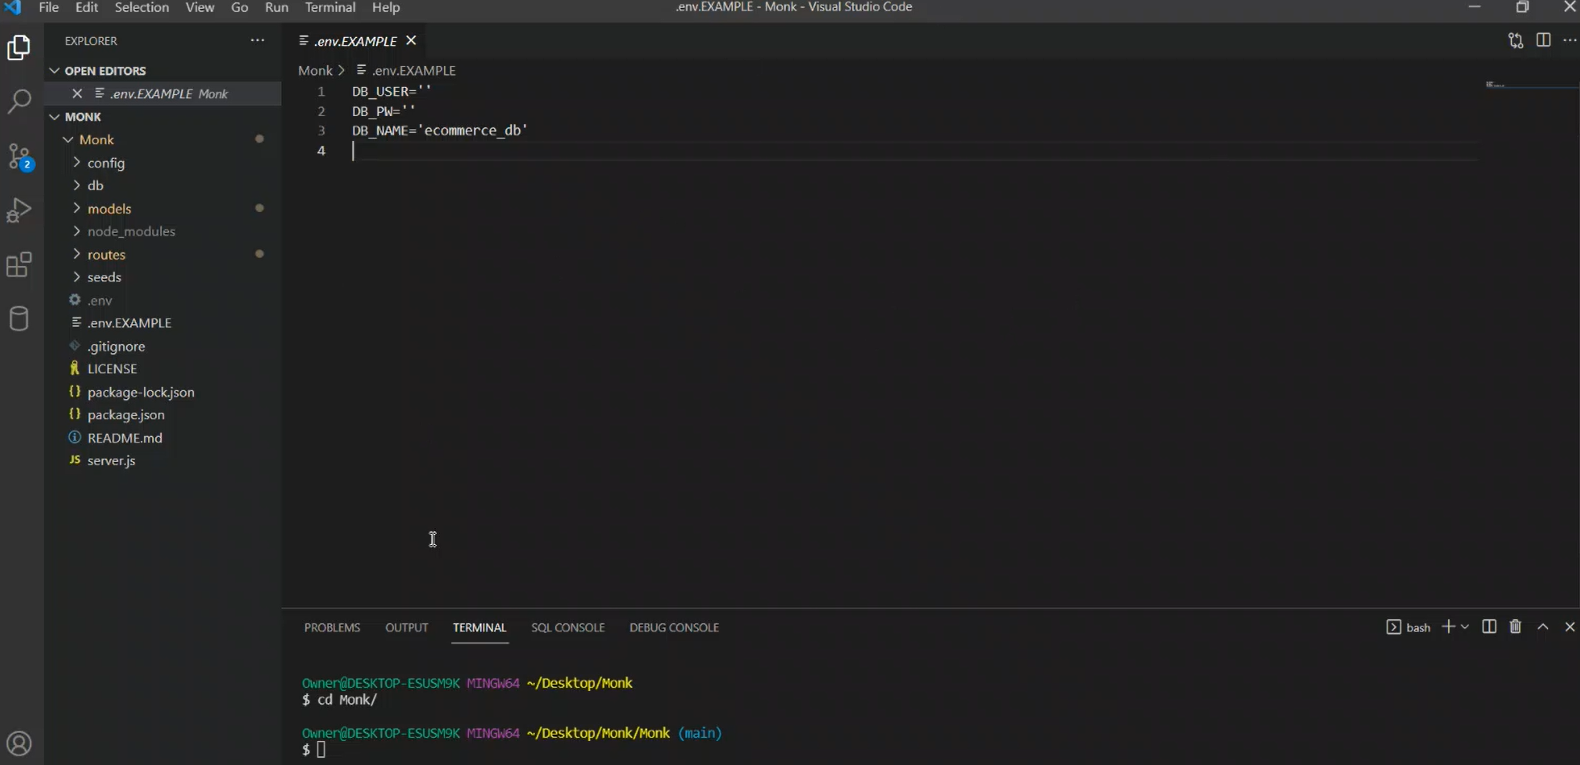 File Edit Selection View Go Run Terminal Help
.env.EXAMPLE - Monk - Visual Studio Code
EXPLORER
OPEN EDITORS
.env.EXAMPLE Monk
MONK
Monk
config
db
models
node_modules
routes
seeds
.env
.env.EXAMPLE
.gitignore
LICENSE
package-lock.json
package.json
README.md
JS server.js
2
.env.EXAMPLE
Monk > .env.EXAMPLE
1 DB_USER=''
2 DB_PW=''
3 DB_NAME='ecommerce_db'
4
PROBLEMS OUTPUT TERMINAL SQL CONSOLE DEBUG CONSOLE
bash
Owner@DESKTOP-ESUSM9K MINGW64 ~/Desktop/Monk
$ cd Monk/
Owner@DESKTOP-ESUSM9K MINGW64 ~/Desktop/Monk/Monk (main)
$